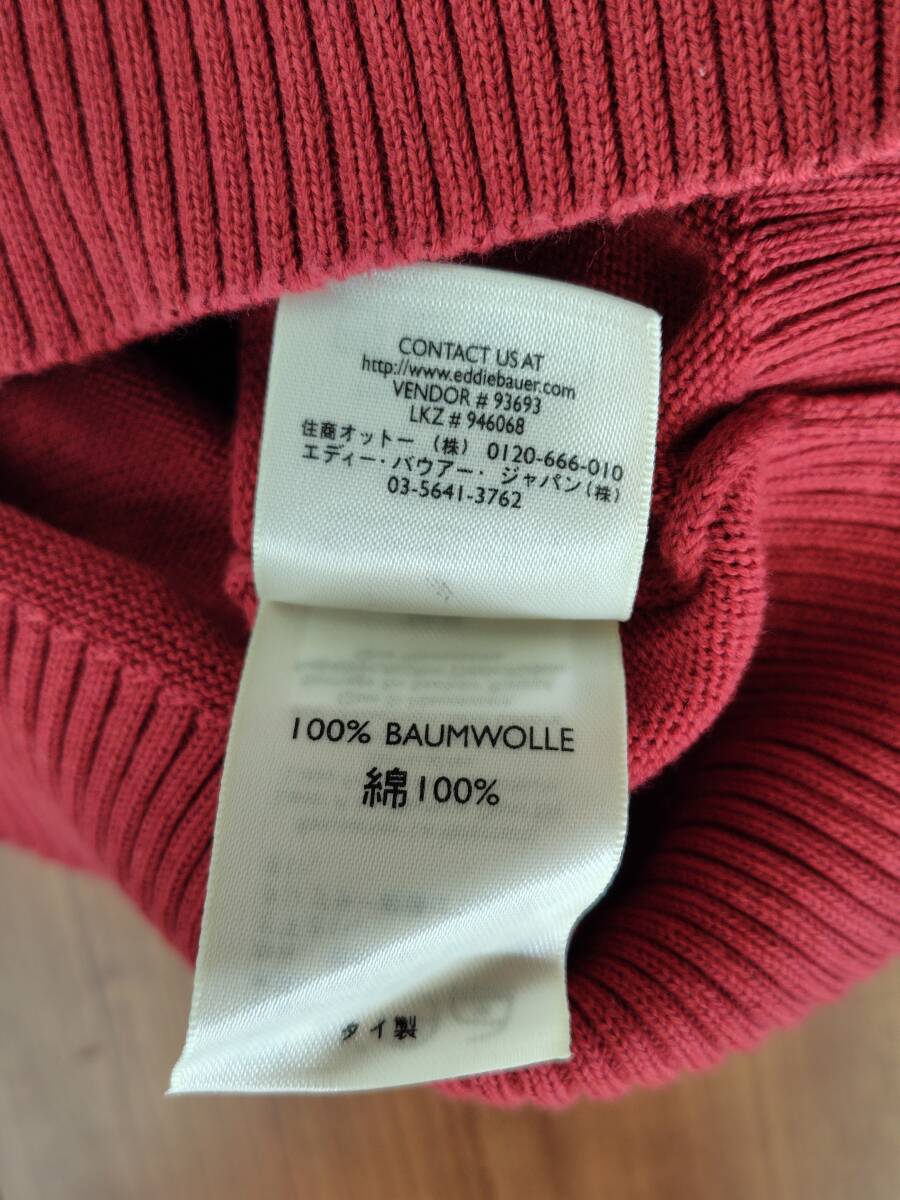 CONTACT US AT
http://www.eddiebauer.com
VENDOR # 93693
LKZ # 946068
住商オットー (株) 0120-666-010
エディー・バウアー・ジャパン(株)
03-5641-3762
100% BAUMWOLLE
綿100%
タイ製